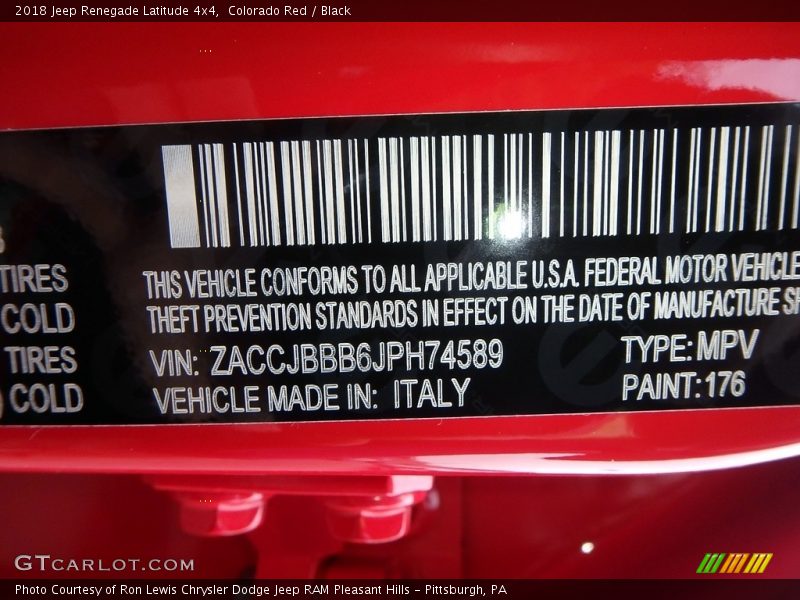 2018 Jeep Renegade Latitude 4x4,  Colorado Red / Black
TIRES
COLD
TIRES
COLD
THIS VEHICLE CONFORMS TO ALL APPLICABLE U.S.A. FEDERAL MOTOR VEHICLE
THEFT PREVENTION STANDARDS IN EFFECT ON THE DATE OF MANUFACTURE SH
VIN: ZACCJBBB6JPH74589
TYPE: MPV
VEHICLE MADE IN: ITALY
PAINT: 176
GTCARLOT.COM
Photo Courtesy of Ron Lewis Chrysler Dodge Jeep RAM Pleasant Hills - Pittsburgh, PA